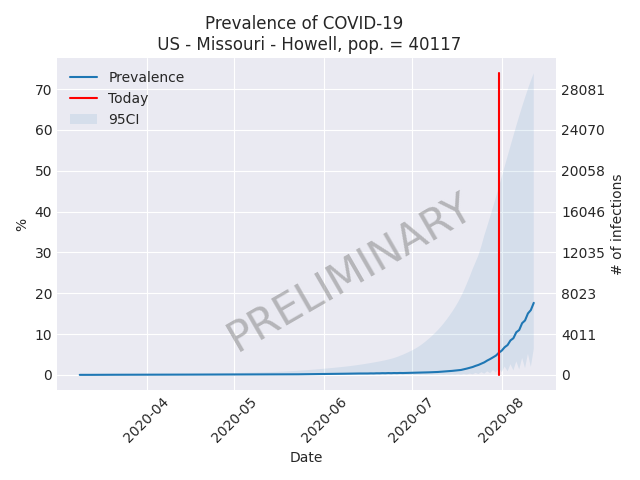 Prevalence of COVID-19
US - Missouri - Howell, pop. = 40117
Prevalence
Today
95CI
70
60
50
40
30
20
10
0
%
28081
24070
20058
16046
12035
8023
4011
0
# of infections
PRELIMINARY
2020-04
2020-05
2020-06
2020-07
2020-08
Date